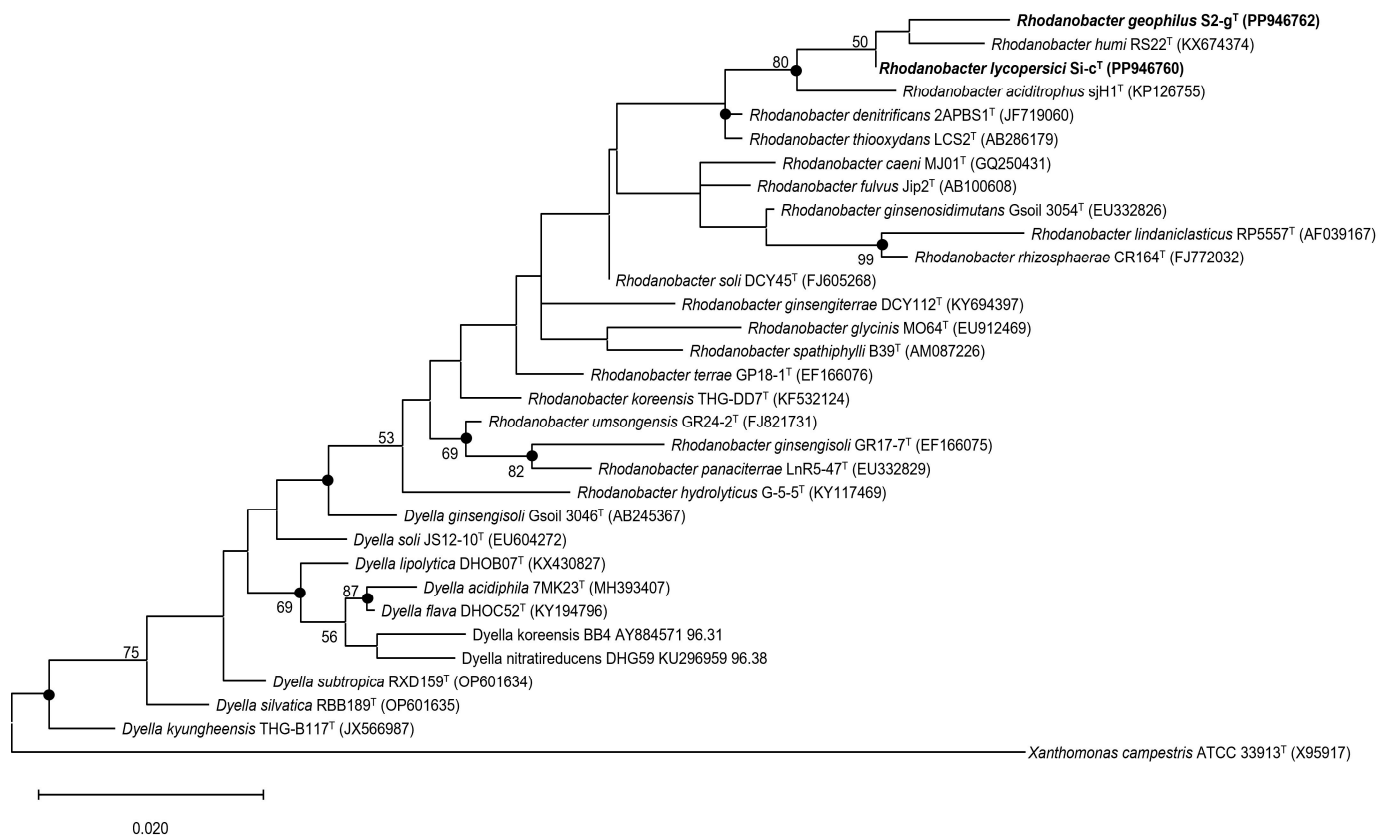 Rhodanobacter geophilus S2-gᵀ (PP946762)
50
Rhodanobacter humi RS22ᵀ (KX674374)
80
Rhodanobacter lycopersici Si-cᵀ (PP946760)
Rhodanobacter aciditrophus sjH1ᵀ (KP126755)
Rhodanobacter denitrificans 2APBS1ᵀ (JF719060)
Rhodanobacter thiooxydans LCS2ᵀ (AB286179)
Rhodanobacter caeni MJ01ᵀ (GQ250431)
Rhodanobacter fulvus Jip2ᵀ (AB100608)
Rhodanobacter ginsenosidimutans Gsoil 3054ᵀ (EU332826)
Rhodanobacter lindaniclasticus RP5557ᵀ (AF039167)
99
Rhodanobacter rhizosphaerae CR164ᵀ (FJ772032)
Rhodanobacter soli DCY45ᵀ (FJ605268)
Rhodanobacter ginsengiterrae DCY112ᵀ (KY694397)
Rhodanobacter glycinis MO64ᵀ (EU912469)
Rhodanobacter spathiphylli B39ᵀ (AM087226)
Rhodanobacter terrae GP18-1ᵀ (EF166076)
Rhodanobacter koreensis THG-DD7ᵀ (KF532124)
Rhodanobacter umsongensis GR24-2ᵀ (FJ821731)
53
Rhodanobacter ginsengisoli GR17-7ᵀ (EF166075)
69
82
Rhodanobacter panaciterrae LnR5-47ᵀ (EU332829)
Rhodanobacter hydrolyticus G-5-5ᵀ (KY117469)
Dyella ginsengisoli Gsoil 3046ᵀ (AB245367)
Dyella soli JS12-10ᵀ (EU604272)
Dyella lipolytica DHOB07ᵀ (KX430827)
87
Dyella acidiphila 7MK23ᵀ (MH393407)
69
Dyella flava DHOC52ᵀ (KY194796)
56
Dyella koreensis BB4 AY884571 96.31
75
Dyella nitratireducens DHG59 KU296959 96.38
Dyella subtropica RXD159ᵀ (OP601634)
Dyella silvatica RBB189ᵀ (OP601635)
Dyella kyungheensis THG-B117ᵀ (JX566987)
Xanthomonas campestris ATCC 33913ᵀ (X95917)
0.020